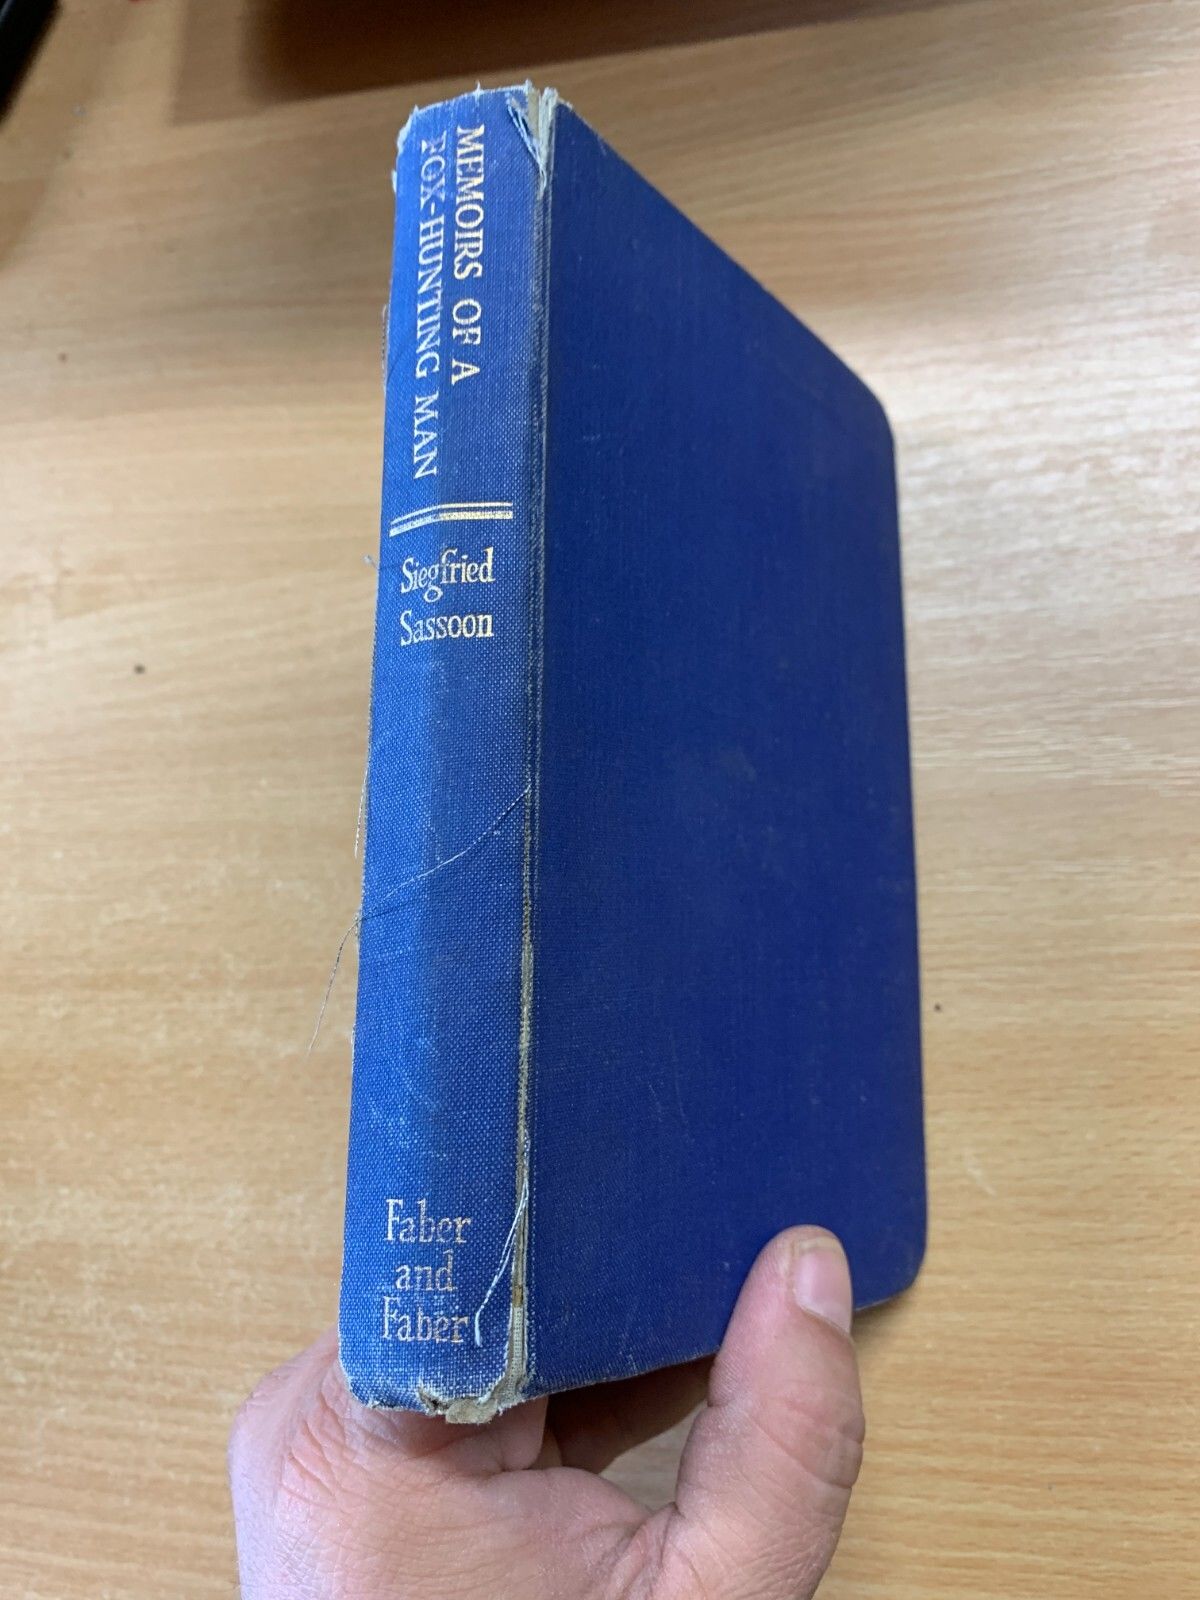 MEMOIRS OF A
FOX-HUNTING MAN
Siegfried
Sassoon
Faber
and
Faber